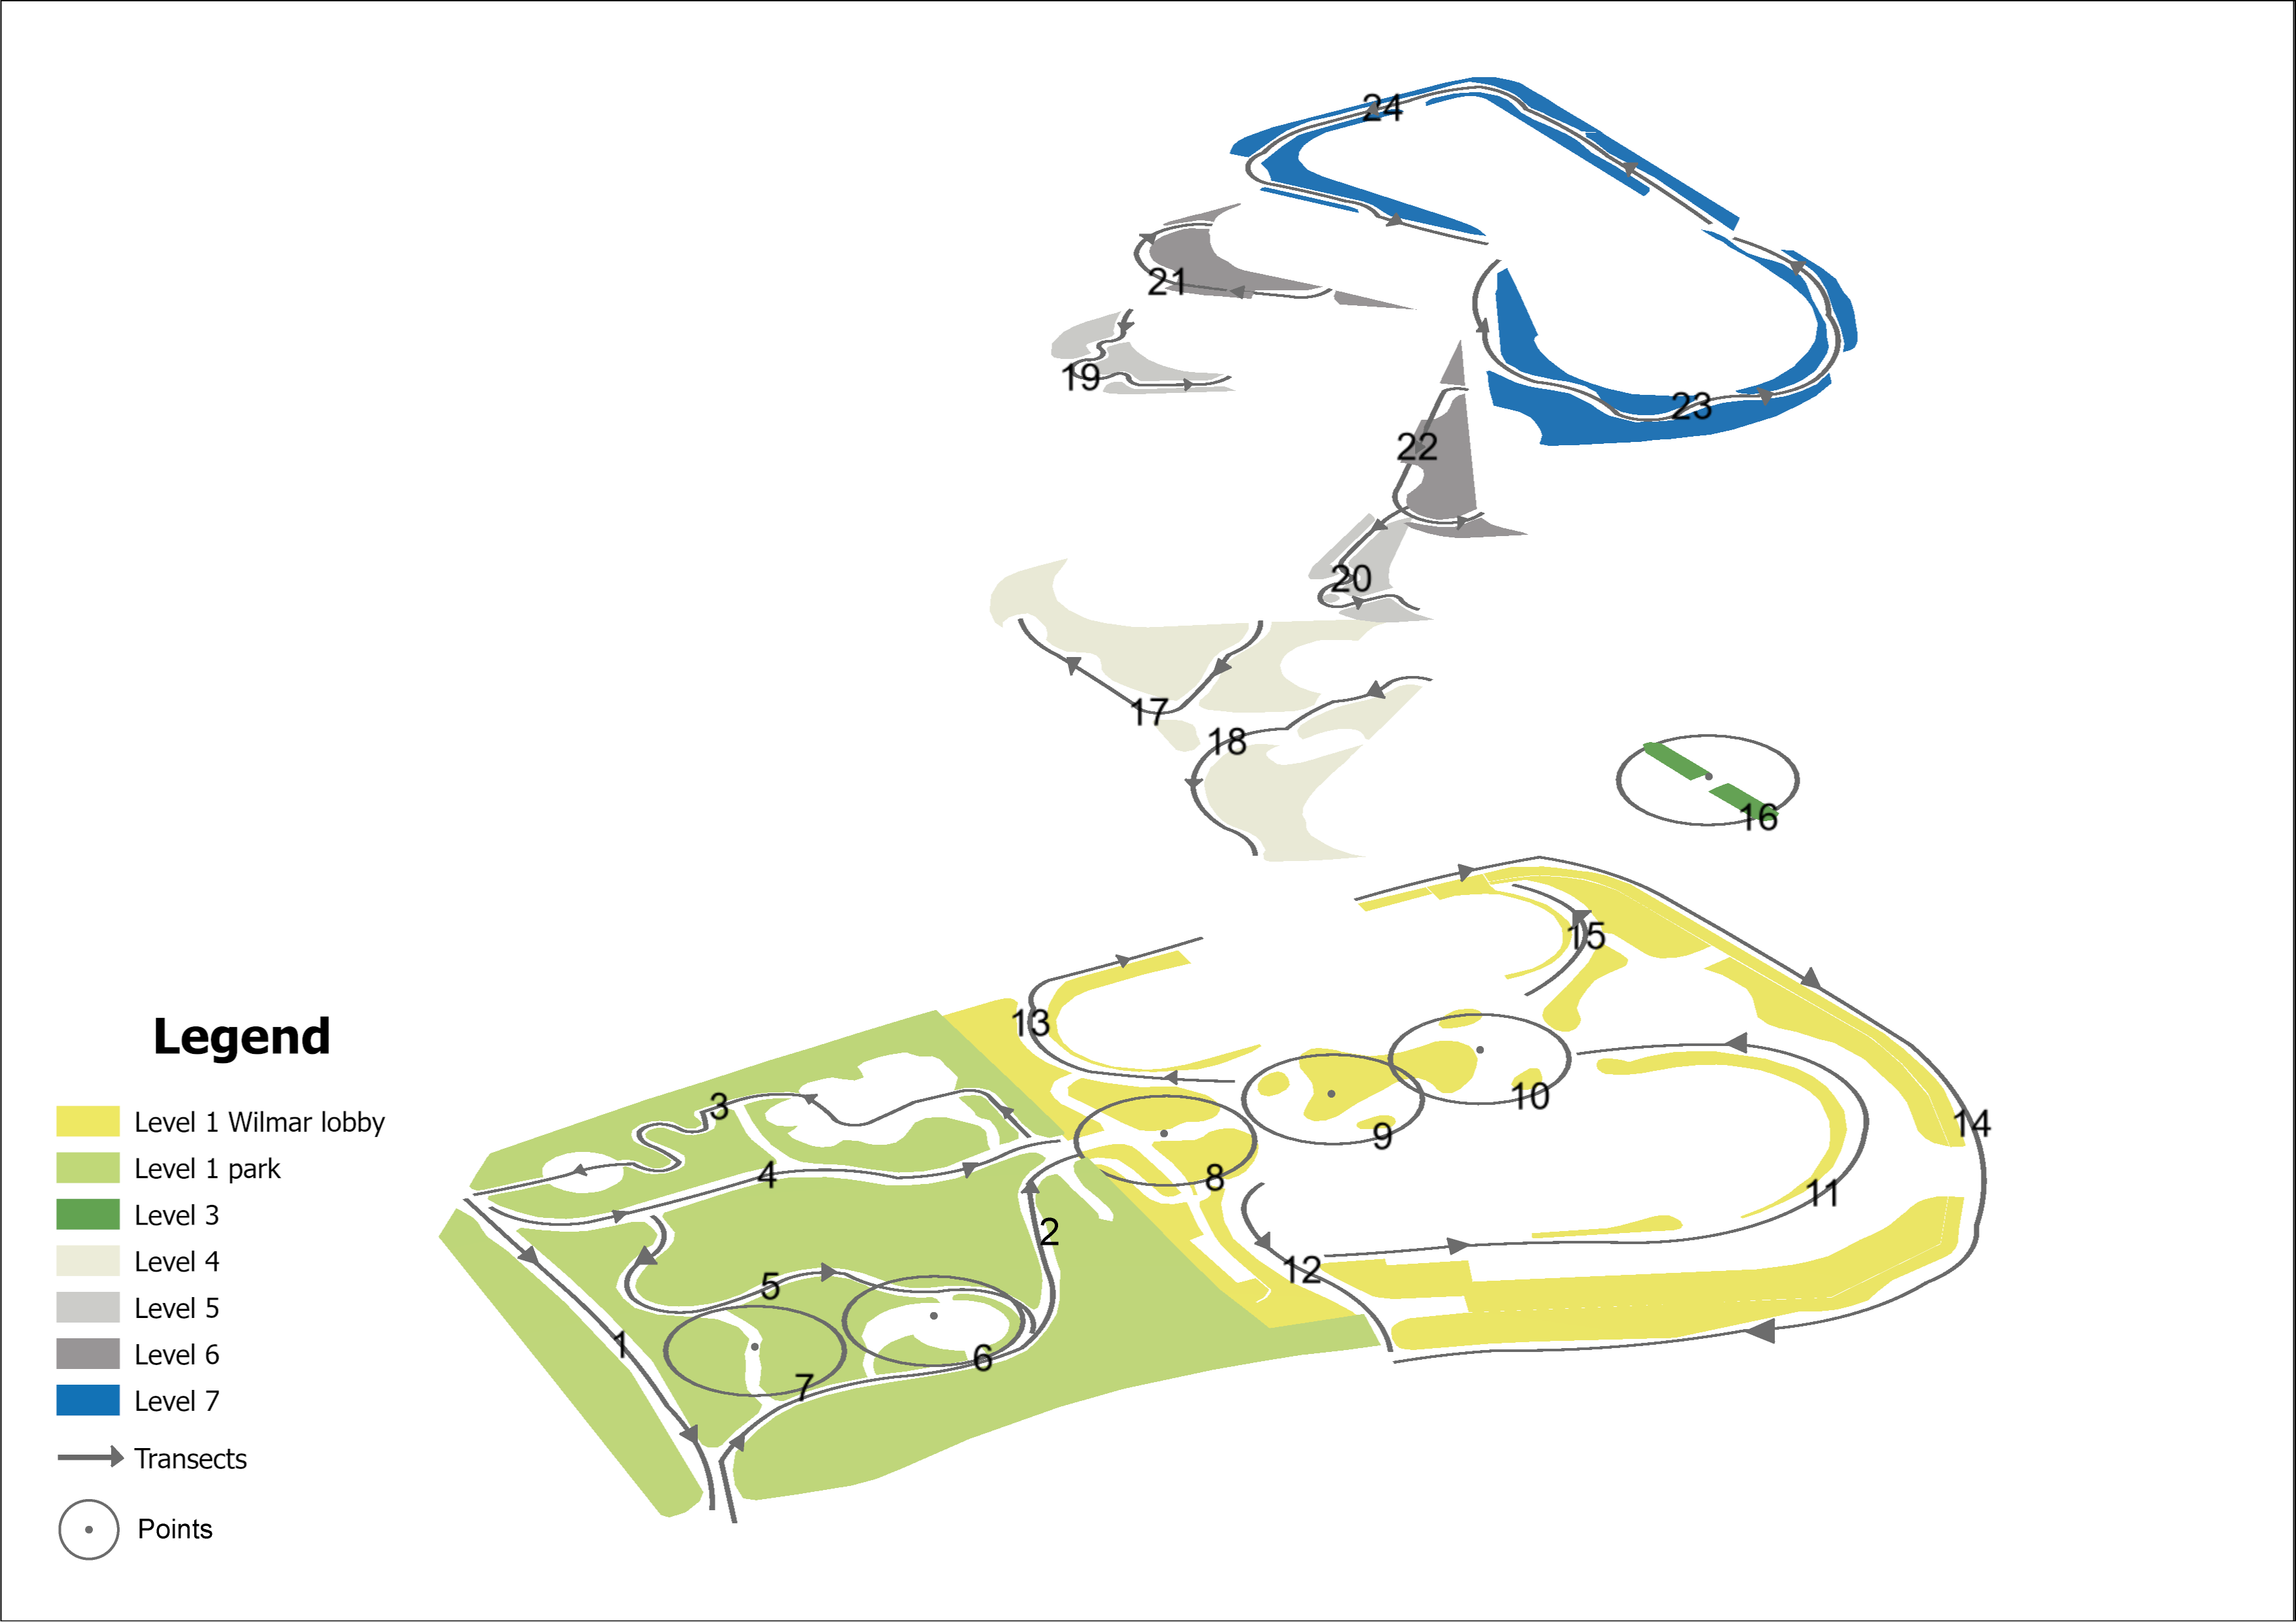 24
21
19
23
22
20
17
18
16
15
13
3
10
14
9
4
8
11
2
12
5
1
6
7
Legend
Level 1 Wilmar lobby
Level 1 park
Level 3
Level 4
Level 5
Level 6
Level 7
Transects
Points